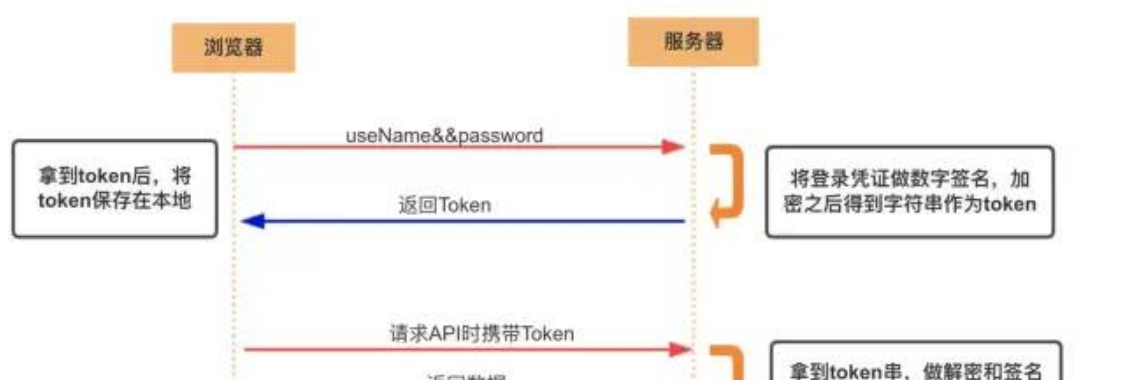 浏览器
服务器
useName&&password
拿到token后，将
token保存在本地
将登录凭证做数字签名，加
密之后得到字符串作为token
返回Token
请求API时携带Token
拿到token串，做解密和签名
返回数据